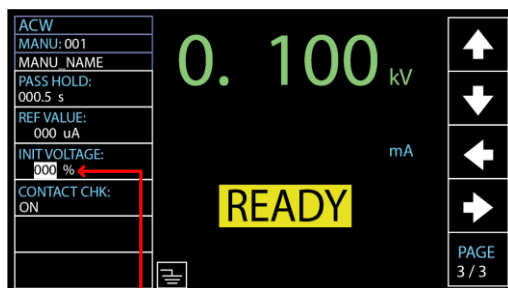 ACW
MANU: 001
MANU_NAME
PASS HOLD:
000.5 s
REF VALUE:
000 uA
INIT VOLTAGE:
000 %
CONTACT CHK:
ON
0. 100 kV
mA
READY
PAGE
3 / 3